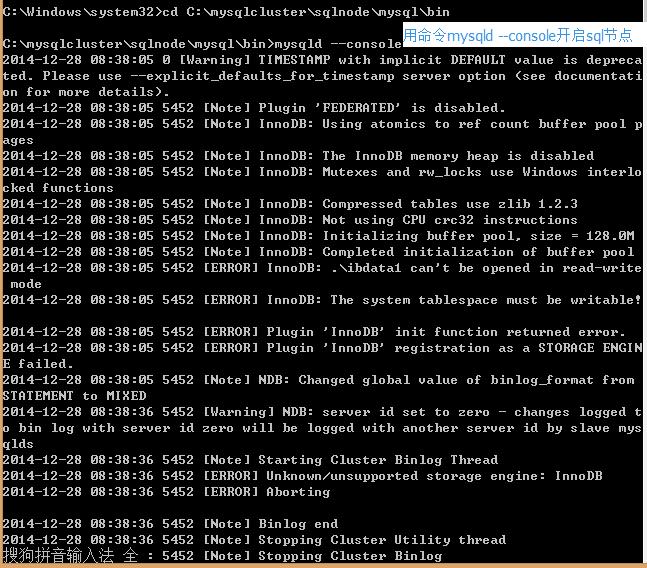 C:\Windows\system32>cd C:\mysqlcluster\sqlnode\mysql\bin
C:\mysqlcluster\sqlnode\mysql\bin>mysqld --console
用命令mysqld --console开启sql节点
2014-12-28 08:38:05 0 [Warning] TIMESTAMP with implicit DEFAULT value is depreca
ted. Please use --explicit_defaults_for_timestamp server option (see documentati
on for more details).
2014-12-28 08:38:05 5452 [Note] Plugin 'FEDERATED' is disabled.
2014-12-28 08:38:05 5452 [Note] InnoDB: Using atomics to ref count buffer pool p
ages
2014-12-28 08:38:05 5452 [Note] InnoDB: The InnoDB memory heap is disabled
2014-12-28 08:38:05 5452 [Note] InnoDB: Mutexes and rw_locks use Windows interlo
cked functions
2014-12-28 08:38:05 5452 [Note] InnoDB: Compressed tables use zlib 1.2.3
2014-12-28 08:38:05 5452 [Note] InnoDB: Not using CPU crc32 instructions
2014-12-28 08:38:05 5452 [Note] InnoDB: Initializing buffer pool, size = 128.0M
2014-12-28 08:38:05 5452 [Note] InnoDB: Completed initialization of buffer pool
2014-12-28 08:38:05 5452 [ERROR] InnoDB: .\ibdata1 can't be opened in read-write
mode
2014-12-28 08:38:05 5452 [ERROR] InnoDB: The system tablespace must be writable!
2014-12-28 08:38:05 5452 [ERROR] Plugin 'InnoDB' init function returned error.
2014-12-28 08:38:05 5452 [ERROR] Plugin 'InnoDB' registration as a STORAGE ENGIN
E failed.
2014-12-28 08:38:05 5452 [Note] NDB: Changed global value of binlog_format from
STATEMENT to MIXED
2014-12-28 08:38:36 5452 [Warning] NDB: server id set to zero - changes logged t
o bin log with server id zero will be logged with another server id by slave mys
qlds
2014-12-28 08:38:36 5452 [Note] Starting Cluster Binlog Thread
2014-12-28 08:38:36 5452 [ERROR] Unknown/unsupported storage engine: InnoDB
2014-12-28 08:38:36 5452 [ERROR] Aborting
2014-12-28 08:38:36 5452 [Note] Binlog end
2014-12-28 08:38:36 5452 [Note] Stopping Cluster Utility thread
搜狗拼音输入法 全 : 5452 [Note] Stopping Cluster Binlog